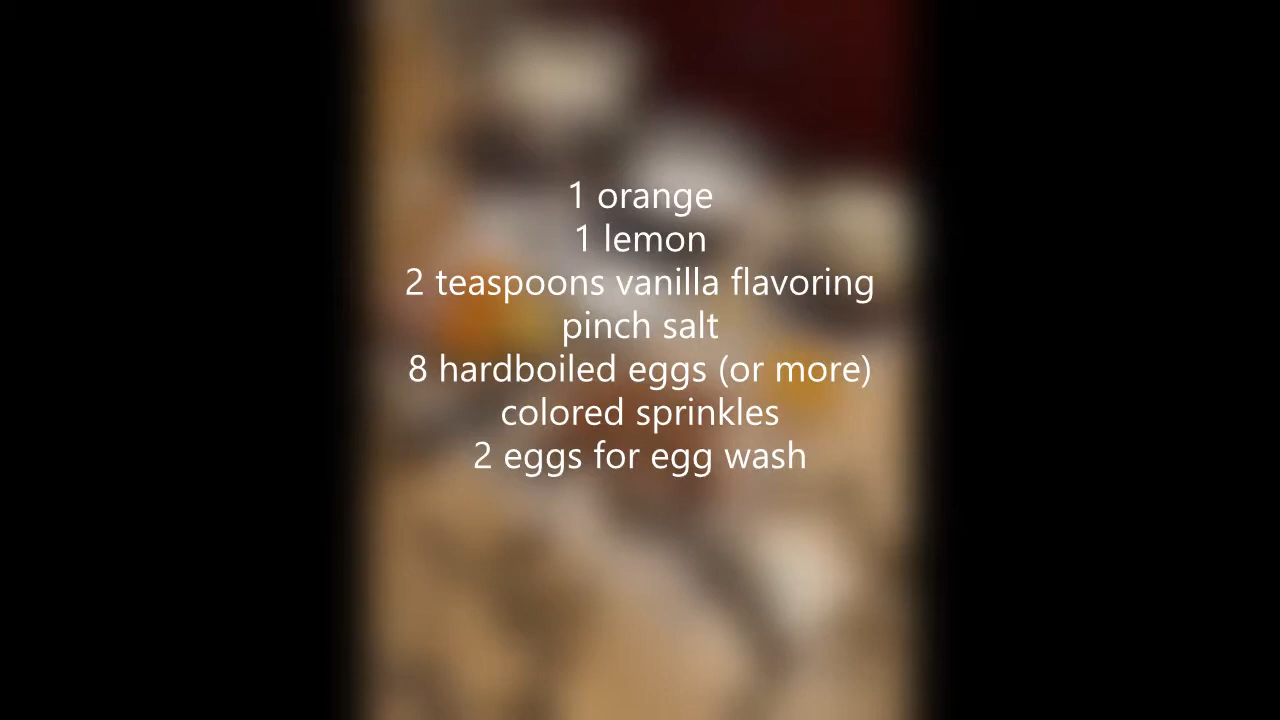 1 orange
1 lemon
2 teaspoons vanilla flavoring
pinch salt
8 hardboiled eggs (or more)
colored sprinkles
2 eggs for egg wash